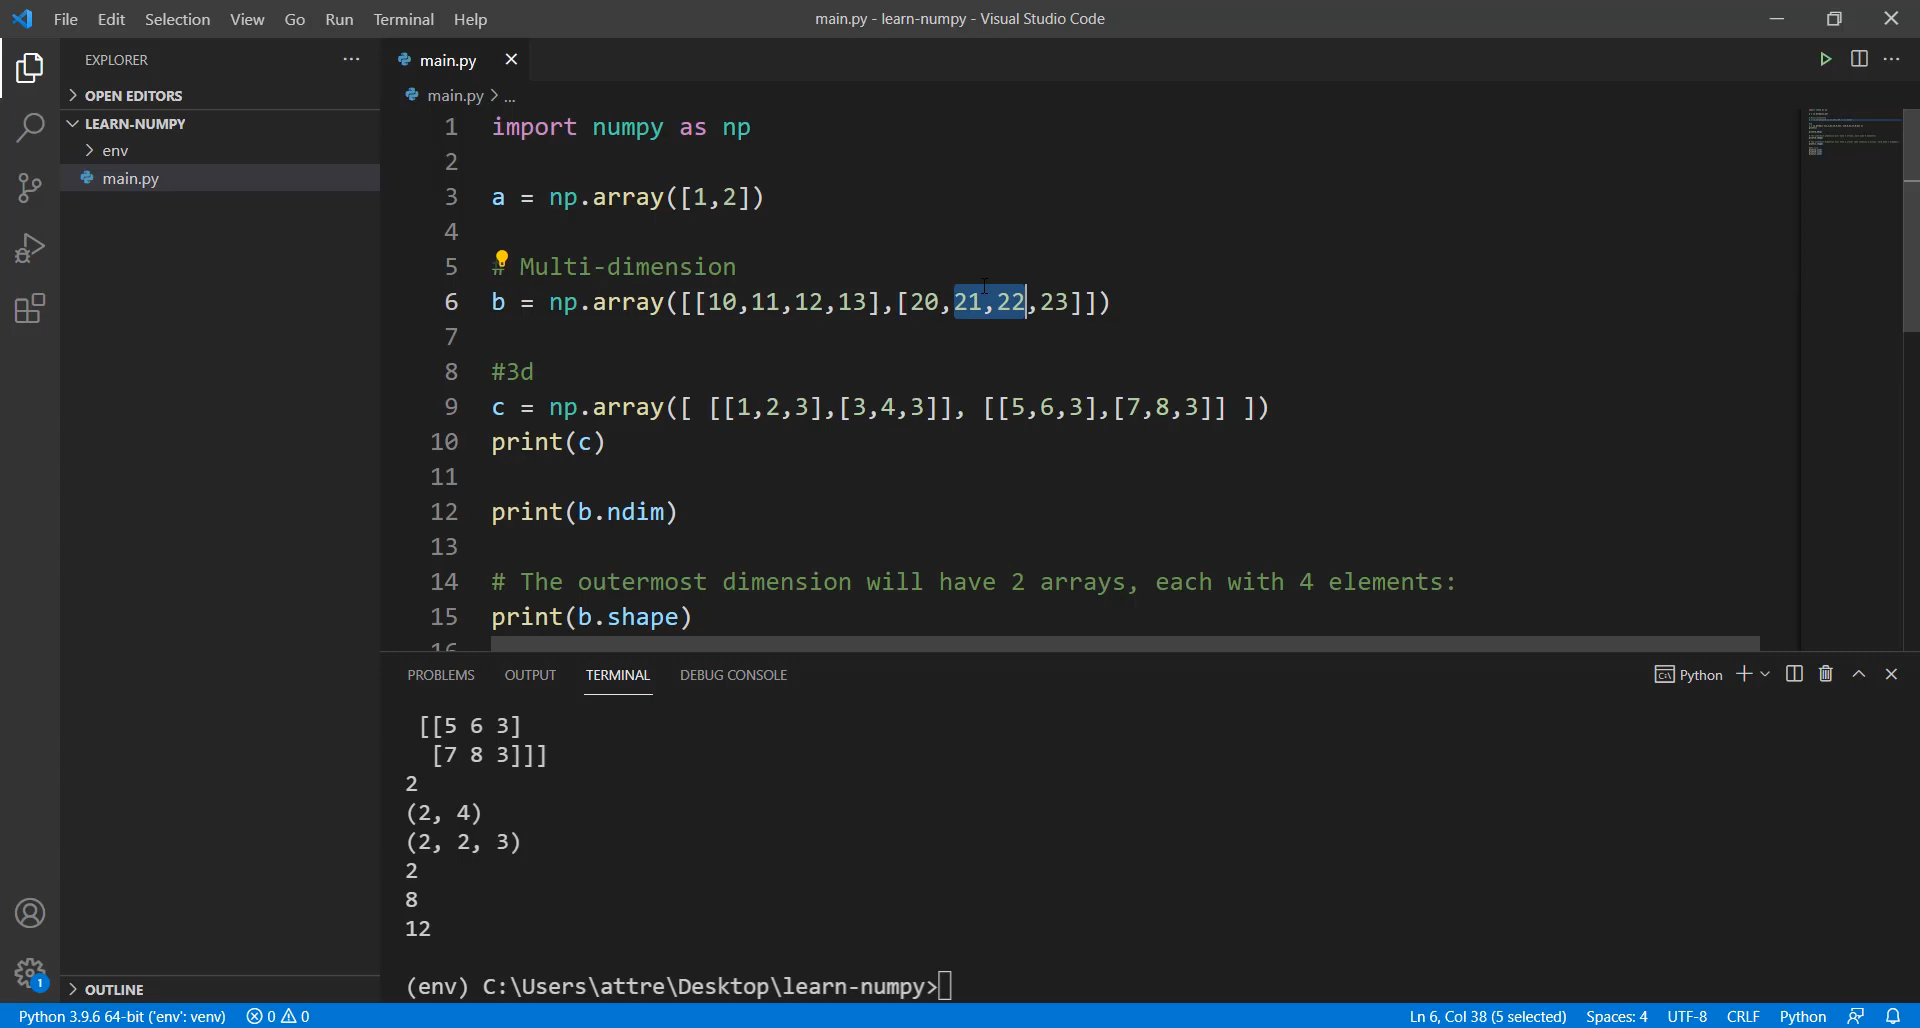 File Edit Selection View Go Run Terminal Help
main.py - learn-numpy - Visual Studio Code
EXPLORER
OPEN EDITORS
LEARN-NUMPY
env
main.py
OUTLINE
main.py
main.py > ...
1 import numpy as np
2
3 a = np.array([1,2])
4
5 # Multi-dimension
6 b = np.array([[10,11,12,13],[20,21,22,23]])
7
8 #3d
9 c = np.array([ [[1,2,3],[3,4,3]], [[5,6,3],[7,8,3]] ])
10 print(c)
11
12 print(b.ndim)
13
14 # The outermost dimension will have 2 arrays, each with 4 elements:
15 print(b.shape)
16
PROBLEMS OUTPUT TERMINAL DEBUG CONSOLE
Python
[[5 6 3]
[7 8 3]]]
2
(2, 4)
(2, 2, 3)
2
8
12
(env) C:\Users\attre\Desktop\learn-numpy>
1
Python 3.9.6 64-bit ('env': venv) 0 0 Ln 6, Col 38 (5 selected) Spaces: 4 UTF-8 CRLF Python